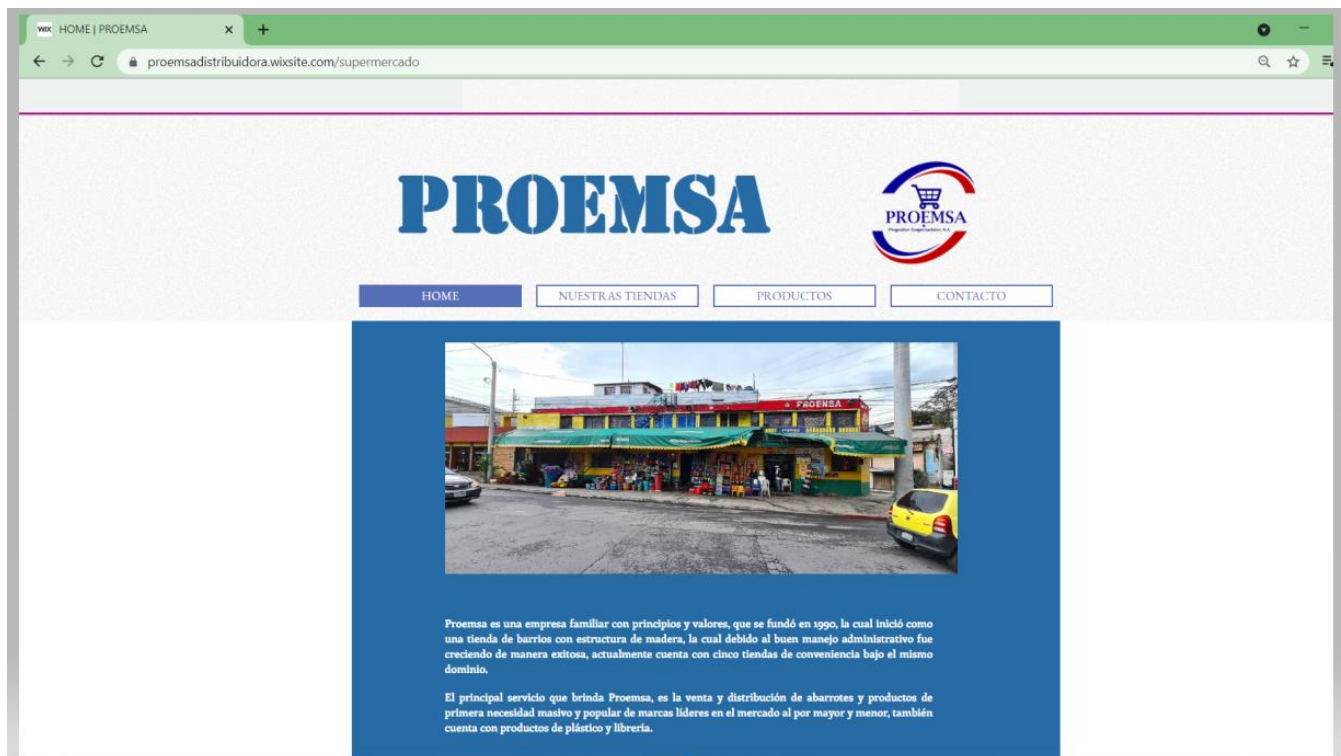 WIX HOME | PROEMSA
proemsadistribuidora.wixsite.com/supermercado
PROEMSA
PROEMSA
HOME
NUESTRAS TIENDAS
PRODUCTOS
CONTACTO
PROENSA
Proemsa es una empresa familiar con principios y valores, que se fundó en 1990, la cual inició como
una tienda de barrios con estructura de madera, la cual debido al buen manejo administrativo fue
creciendo de manera exitosa, actualmente cuenta con cinco tiendas de conveniencia bajo el mismo
dominio.
El principal servicio que brinda Proemsa, es la venta y distribución de abarrotes y productos de
primera necesidad masivo y popular de marcas líderes en el mercado al por mayor y menor, también
cuenta con productos de plástico y librería.